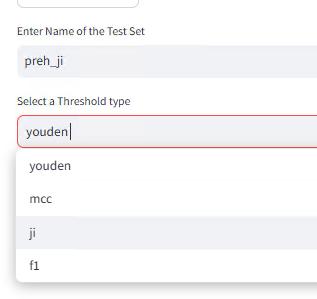 Enter Name of the Test Set
preh_ji
Select a Threshold type
youden
youden
mcc
ji
f1